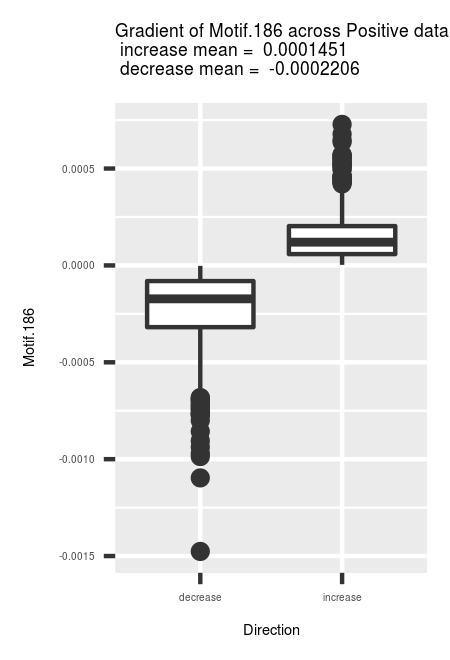 Gradient of Motif.186 across Positive data
increase mean =  0.0001451
decrease mean =  -0.0002206
0.0005
0.0000
-0.0005
-0.0010
-0.0015
Motif.186
decrease
increase
Direction